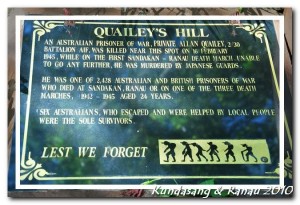 QUAILEY'S HILL
AN AUSTRALIAN PRISONER OF WAR, PRIVATE ALLAN QUAILEY, 2/30
BATTALION AIF, WAS KILLED NEAR THIS SPOT ON 16 FEBRUARY
1945, WHILE ON THE FIRST SANDAKAN - RANAU DEATH MARCH. UNABLE
TO GO ANY FURTHER, HE WAS MURDERED BY JAPANESE GUARDS.
HE WAS ONE OF 2,428 AUSTRALIAN AND BRITISH PRISONERS OF WAR
WHO DIED AT SANDAKAN, RANAU OR ON ONE OF THE THREE DEATH
MARCHES, 1942 - 1945 AGED 24 YEARS.
SIX AUSTRALIANS, WHO ESCAPED AND WERE HELPED BY LOCAL PEOPLE
WERE THE SOLE SURVIVORS.
LEST WE FORGET
Kundasang & Ranau 2010